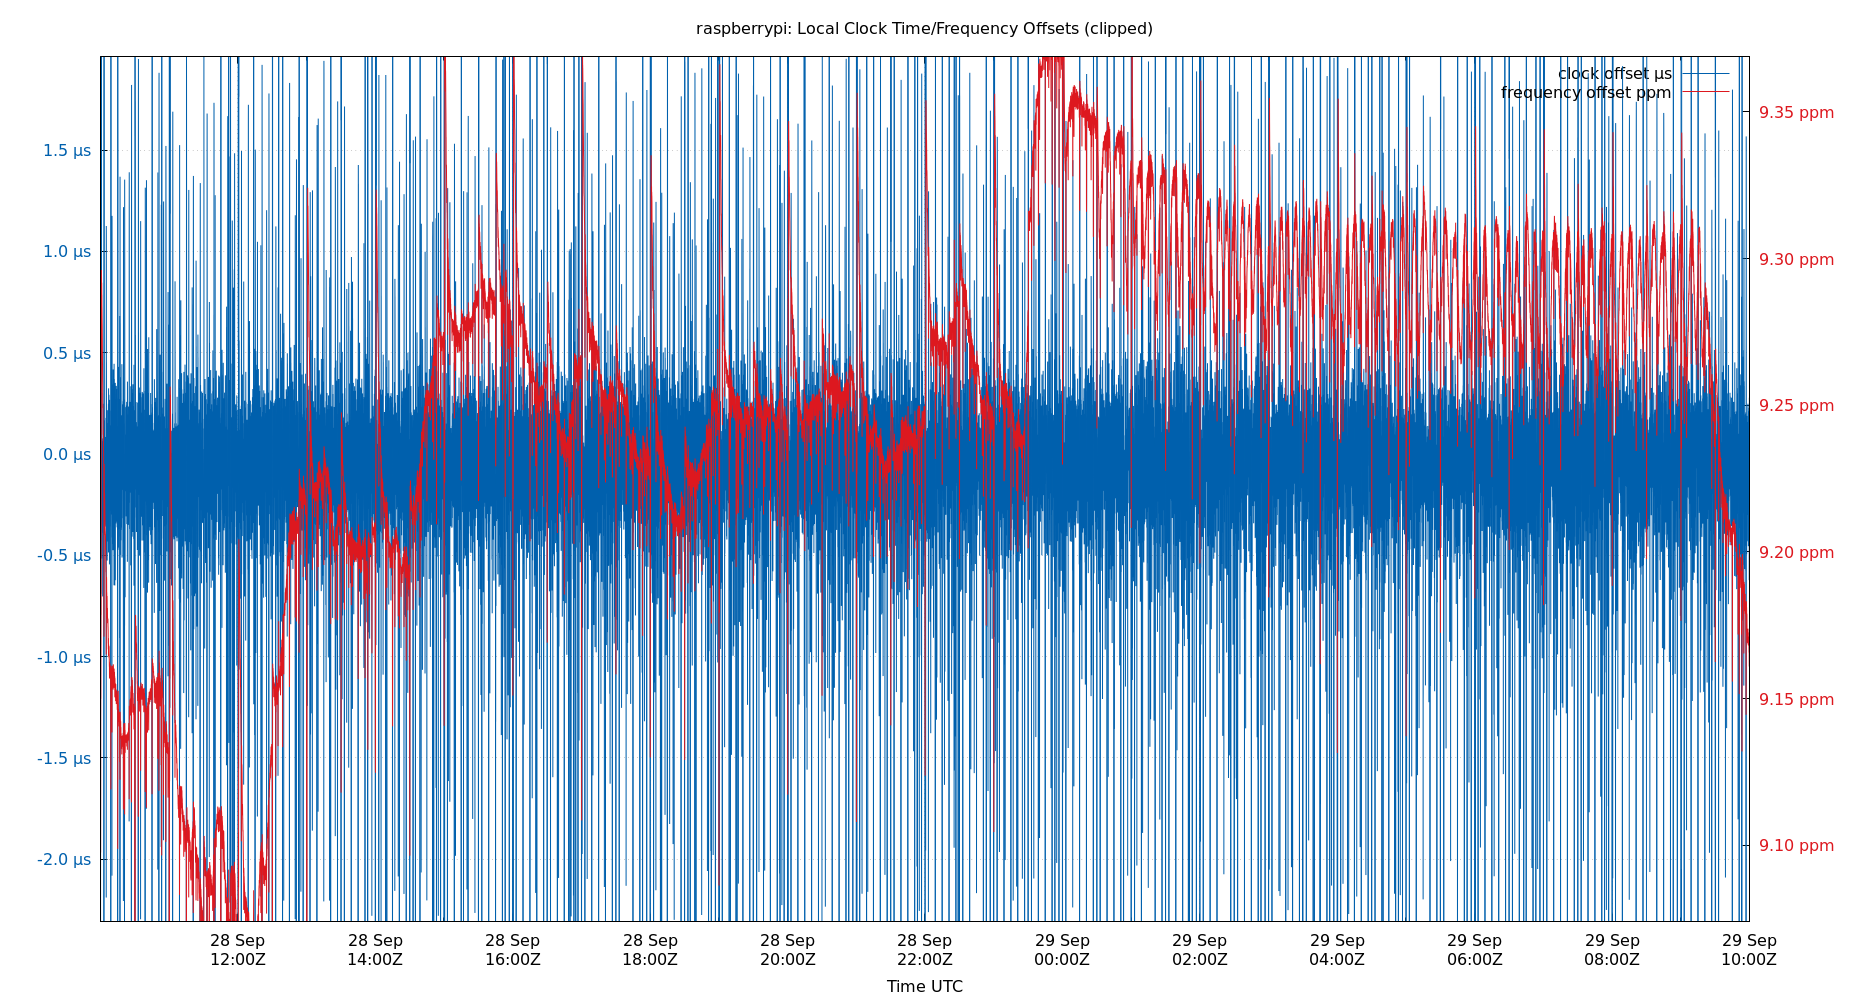 raspberrypi: Local Clock Time/Frequency Offsets (clipped)
clock offset µs
frequency offset ppm
1.5 µs
1.0 µs
0.5 µs
0.0 µs
-0.5 µs
-1.0 µs
-1.5 µs
-2.0 µs
9.35 ppm
9.30 ppm
9.25 ppm
9.20 ppm
9.15 ppm
9.10 ppm
28 Sep 28 Sep 28 Sep 28 Sep 28 Sep 28 Sep 29 Sep 29 Sep 29 Sep 29 Sep 29 Sep 29 Sep
12:00Z 14:00Z 16:00Z 18:00Z 20:00Z 22:00Z 00:00Z 02:00Z 04:00Z 06:00Z 08:00Z 10:00Z
Time UTC